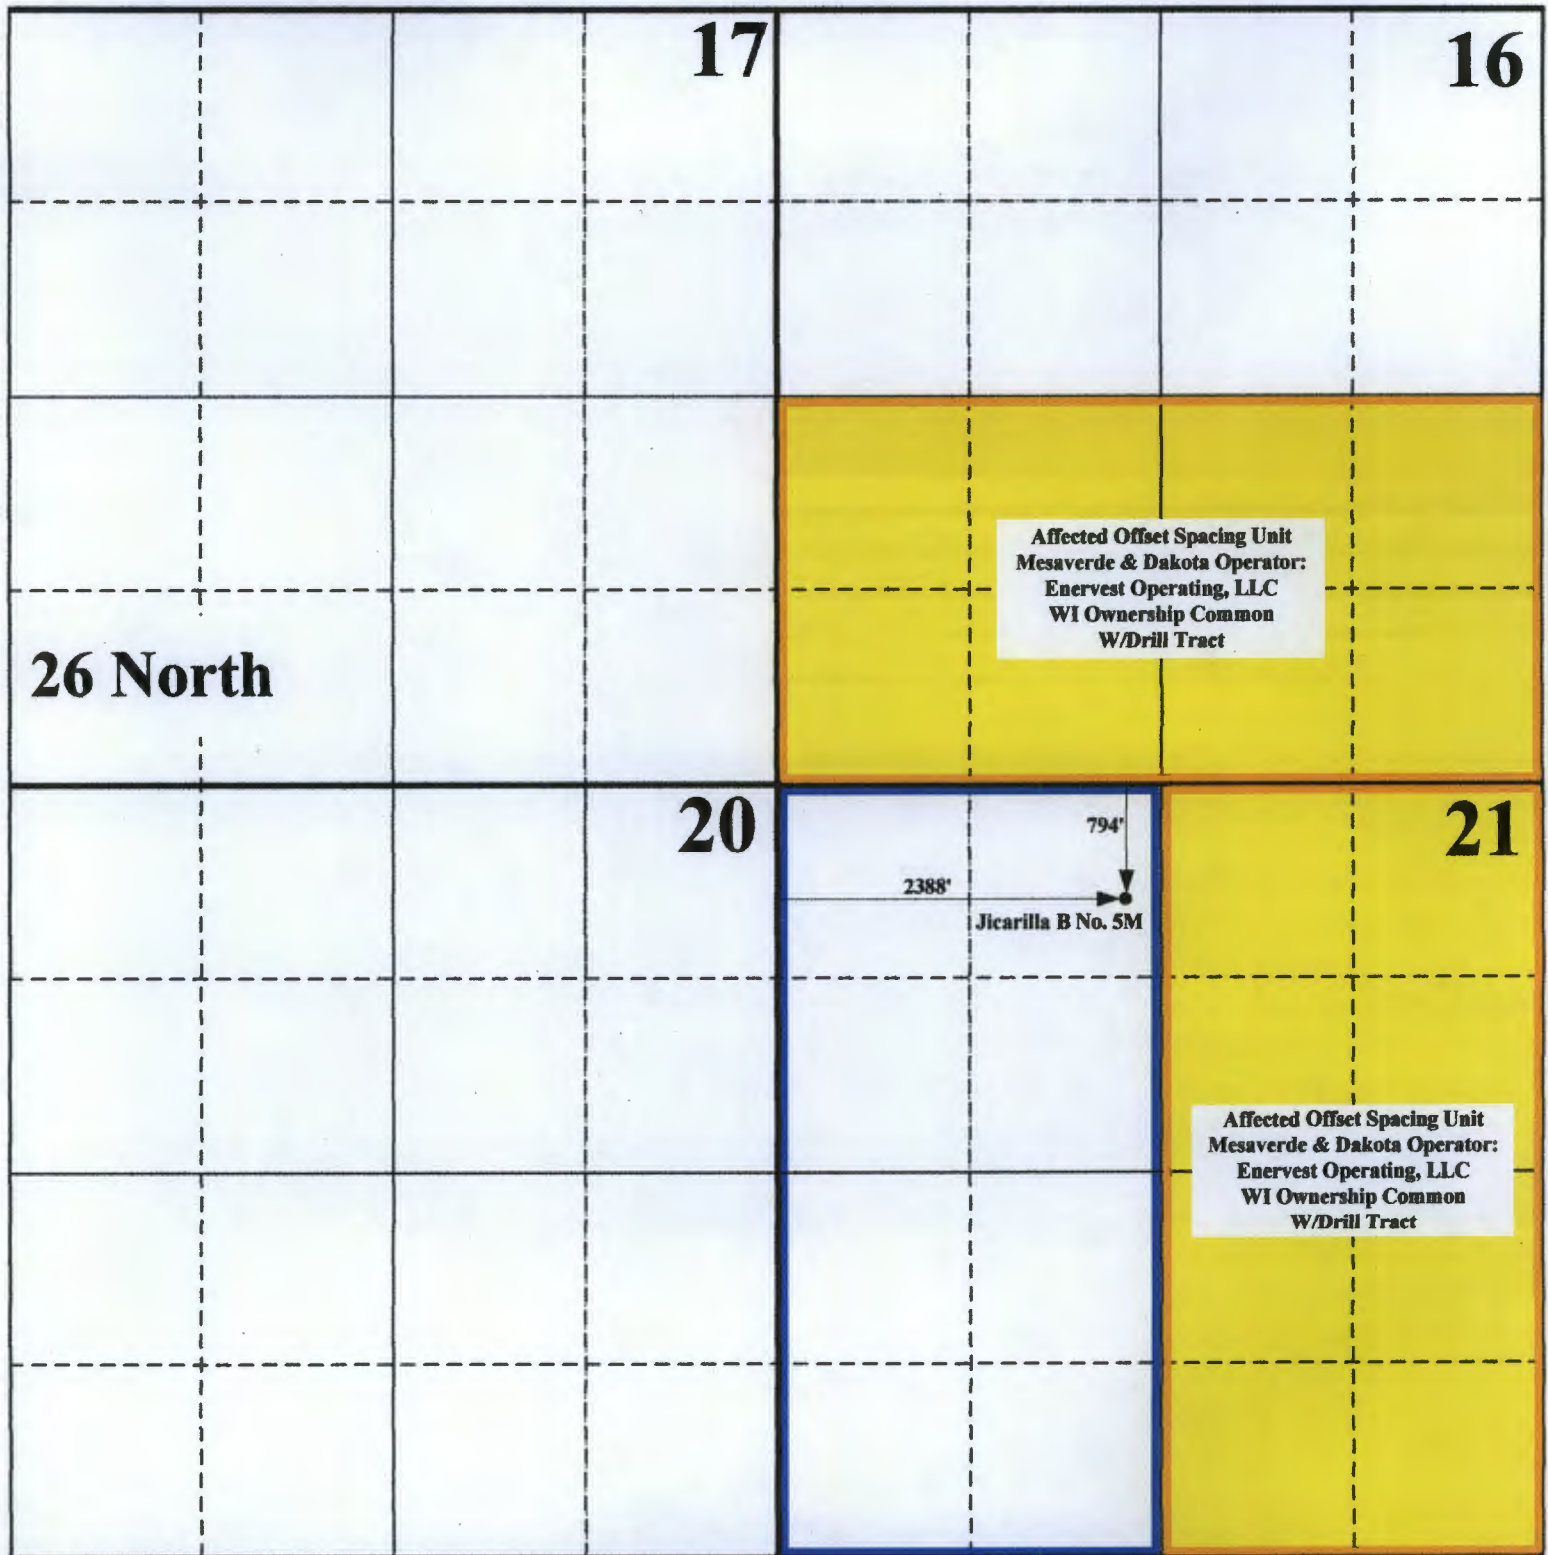 17
16
Affected Offset Spacing Unit
Mesaverde & Dakota Operator:
Enervest Operating, LLC
WI Ownership Common
W/Drill Tract
26 North
20
21
794'
2388'
Jicarilla B No. 5M
Affected Offset Spacing Unit
Mesaverde & Dakota Operator:
Enervest Operating, LLC
WI Ownership Common
W/Drill Tract